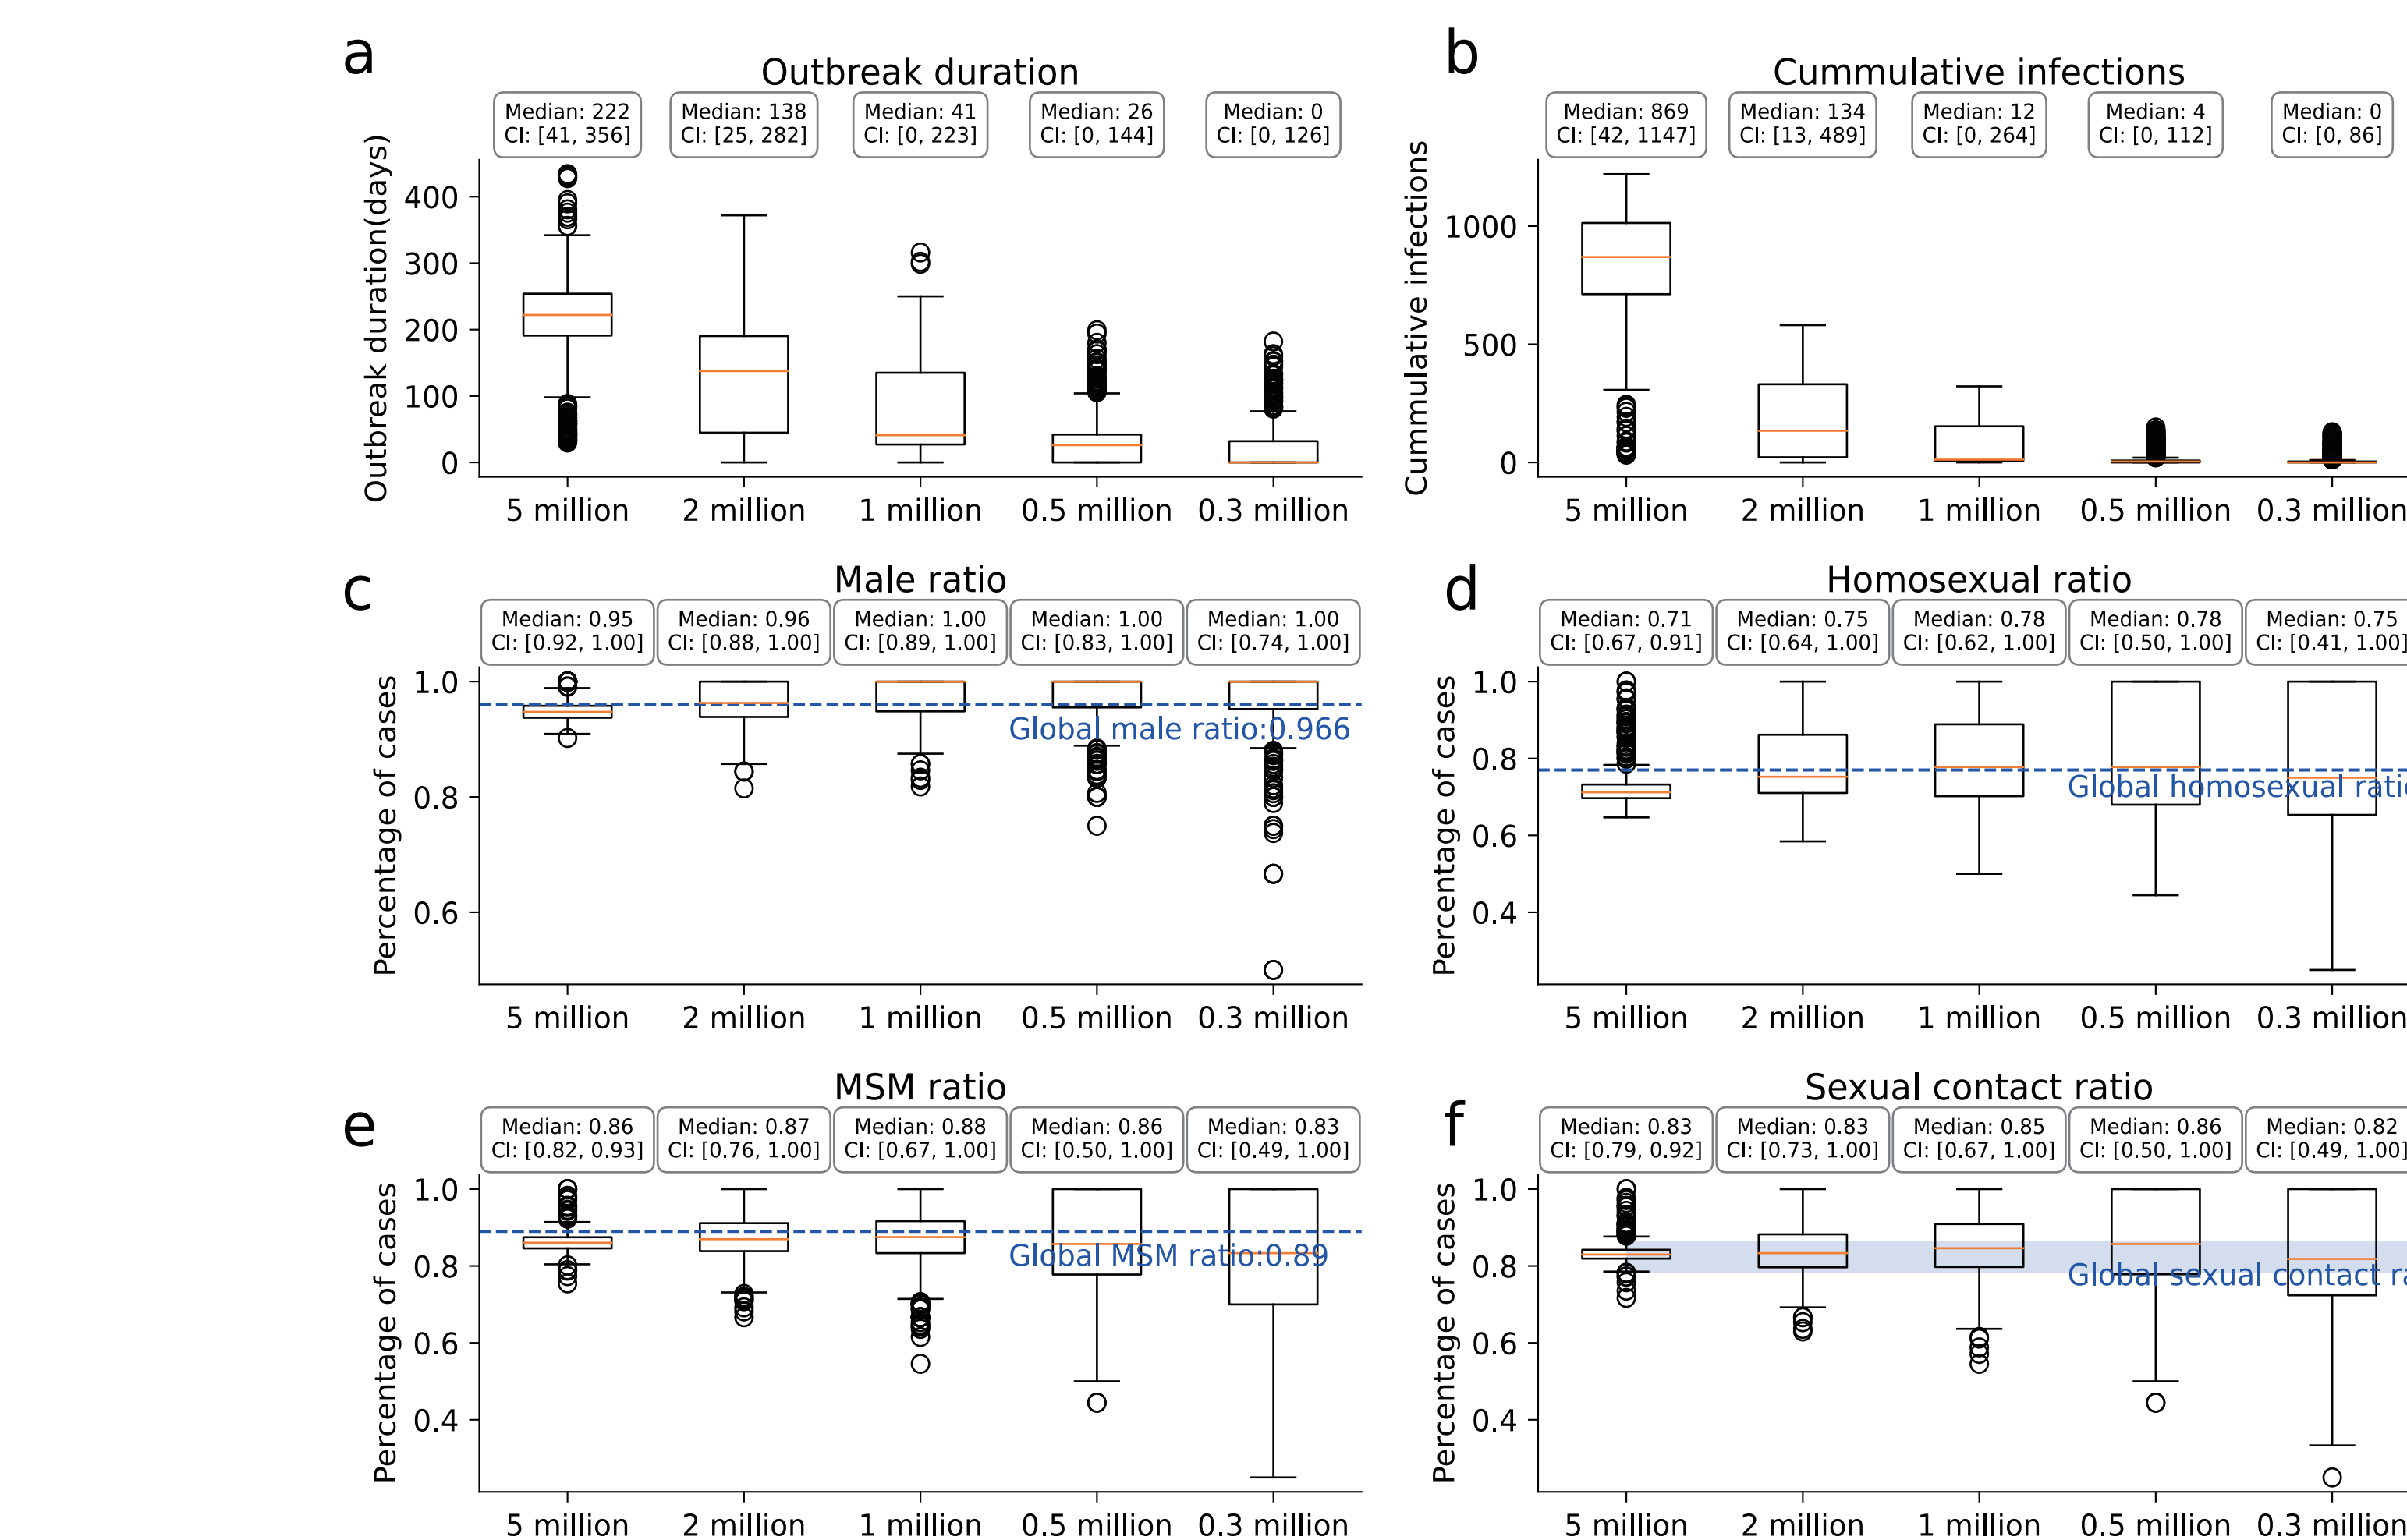 a
Outbreak duration
Median: 222
CI: [41, 356]
Median: 138
CI: [25, 282]
Median: 41
CI: [0, 223]
Median: 26
CI: [0, 144]
Median: 0
CI: [0, 126]
Outbreak duration(days)
400
300
200
100
0
5 million
2 million
1 million
0.5 million
0.3 million
b
Cummulative infections
Median: 869
CI: [42, 1147]
Median: 134
CI: [13, 489]
Median: 12
CI: [0, 264]
Median: 4
CI: [0, 112]
Median: 0
CI: [0, 86]
Cummulative infections
1000
500
0
5 million
2 million
1 million
0.5 million
0.3 million
c
Male ratio
Median: 0.95
CI: [0.92, 1.00]
Median: 0.96
CI: [0.88, 1.00]
Median: 1.00
CI: [0.89, 1.00]
Median: 1.00
CI: [0.83, 1.00]
Median: 1.00
CI: [0.74, 1.00]
Percentage of cases
1.0
0.8
0.6
Global male ratio:0.966
5 million
2 million
1 million
0.5 million
0.3 million
d
Homosexual ratio
Median: 0.71
CI: [0.67, 0.91]
Median: 0.75
CI: [0.64, 1.00]
Median: 0.78
CI: [0.62, 1.00]
Median: 0.78
CI: [0.50, 1.00]
Median: 0.75
CI: [0.41, 1.00]
Percentage of cases
1.0
0.8
0.6
0.4
Global homosexual ratio
5 million
2 million
1 million
0.5 million
0.3 million
e
MSM ratio
Median: 0.86
CI: [0.82, 0.93]
Median: 0.87
CI: [0.76, 1.00]
Median: 0.88
CI: [0.67, 1.00]
Median: 0.86
CI: [0.50, 1.00]
Median: 0.83
CI: [0.49, 1.00]
Percentage of cases
1.0
0.8
0.6
0.4
Global MSM ratio:0.89
5 million
2 million
1 million
0.5 million
0.3 million
f
Sexual contact ratio
Median: 0.83
CI: [0.79, 0.92]
Median: 0.83
CI: [0.73, 1.00]
Median: 0.85
CI: [0.67, 1.00]
Median: 0.86
CI: [0.50, 1.00]
Median: 0.82
CI: [0.49, 1.00]
Percentage of cases
1.0
0.8
0.6
0.4
Global sexual contact
5 million
2 million
1 million
0.5 million
0.3 million